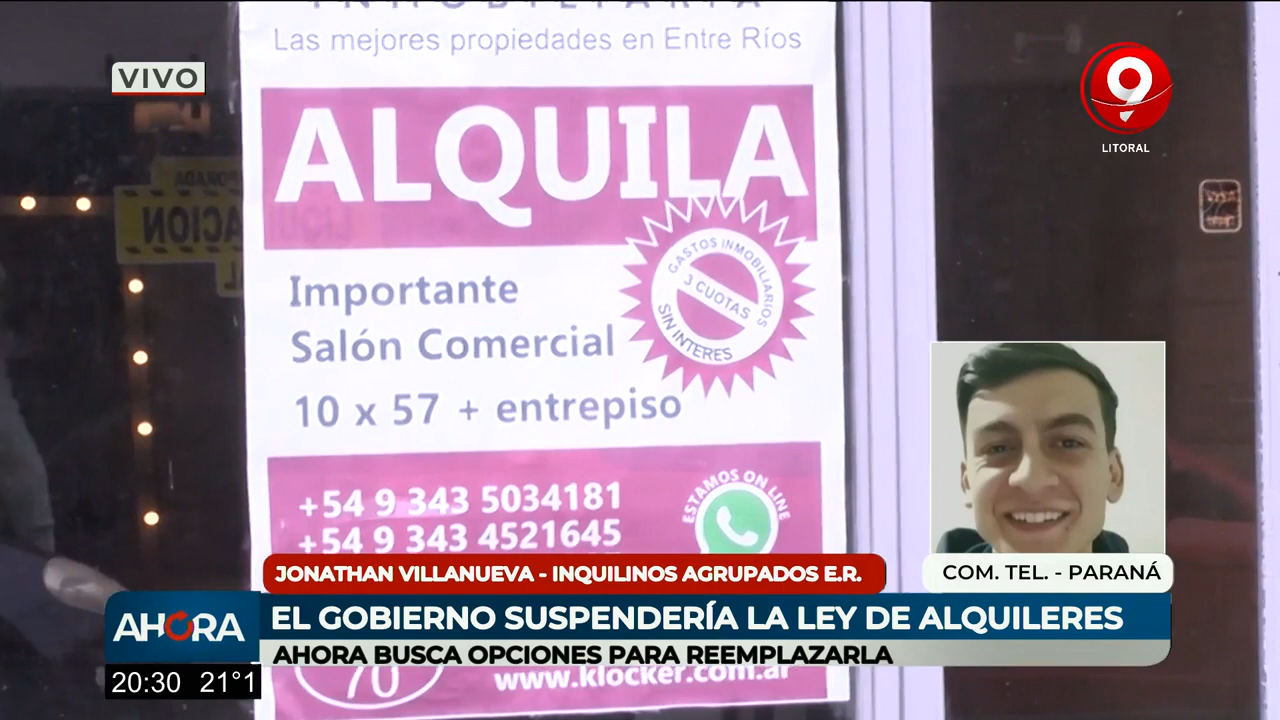 INMOBILIARIA
Las mejores propiedades en Entre Ríos
VIVO
9
LITORAL
ALQUILA
GASTOS INMOBILIARIOS
3 CUOTAS
SIN INTERES
Importante
Salón Comercial
10 x 57 + entrepiso
+54 9 343 5034181
+54 9 343 4521645
ESTAMOS ON LINE
JONATHAN VILLANUEVA - INQUILINOS AGRUPADOS E.R.
COM. TEL. - PARANÁ
AHORA
EL GOBIERNO SUSPENDERÍA LA LEY DE ALQUILERES
AHORA BUSCA OPCIONES PARA REEMPLAZARLA
20:30 21°1
70
www.klocker.com.ar